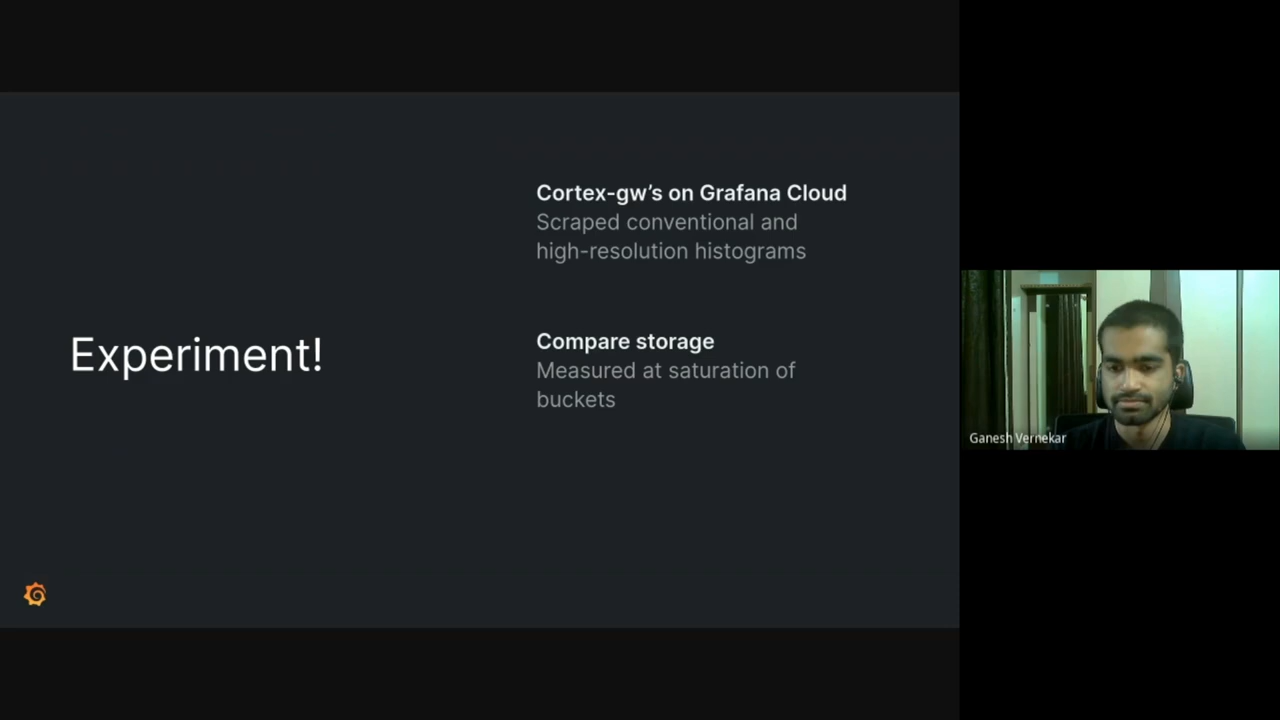 Experiment!
Cortex-gw’s on Grafana Cloud
Scraped conventional and
high-resolution histograms
Compare storage
Measured at saturation of
buckets
Ganesh Vernekar